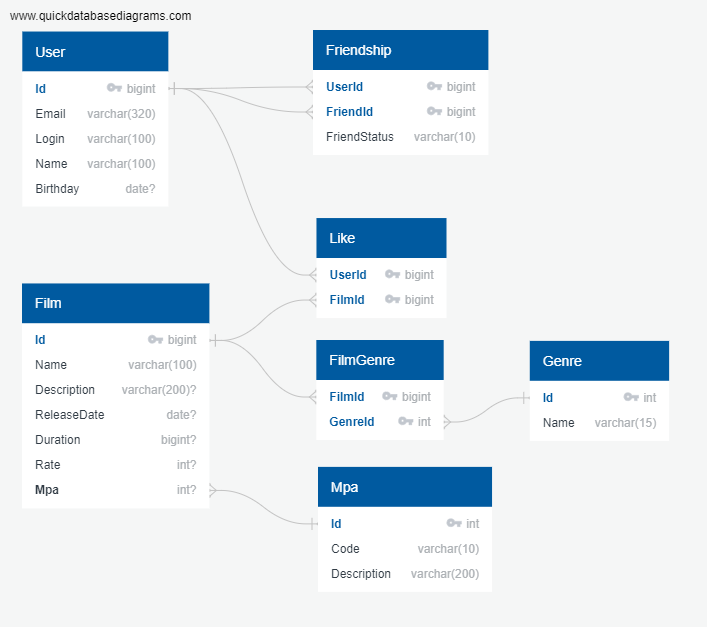 www.quickdatabasediagrams.com
User
Id bigint
Email varchar(320)
Login varchar(100)
Name varchar(100)
Birthday date?
Friendship
UserId bigint
FriendId bigint
FriendStatus varchar(10)
Like
UserId bigint
FilmId bigint
Film
Id bigint
Name varchar(100)
Description varchar(200)?
ReleaseDate date?
Duration bigint?
Rate int?
Mpa int?
FilmGenre
FilmId bigint
GenreId int
Genre
Id int
Name varchar(15)
Mpa
Id int
Code varchar(10)
Description varchar(200)